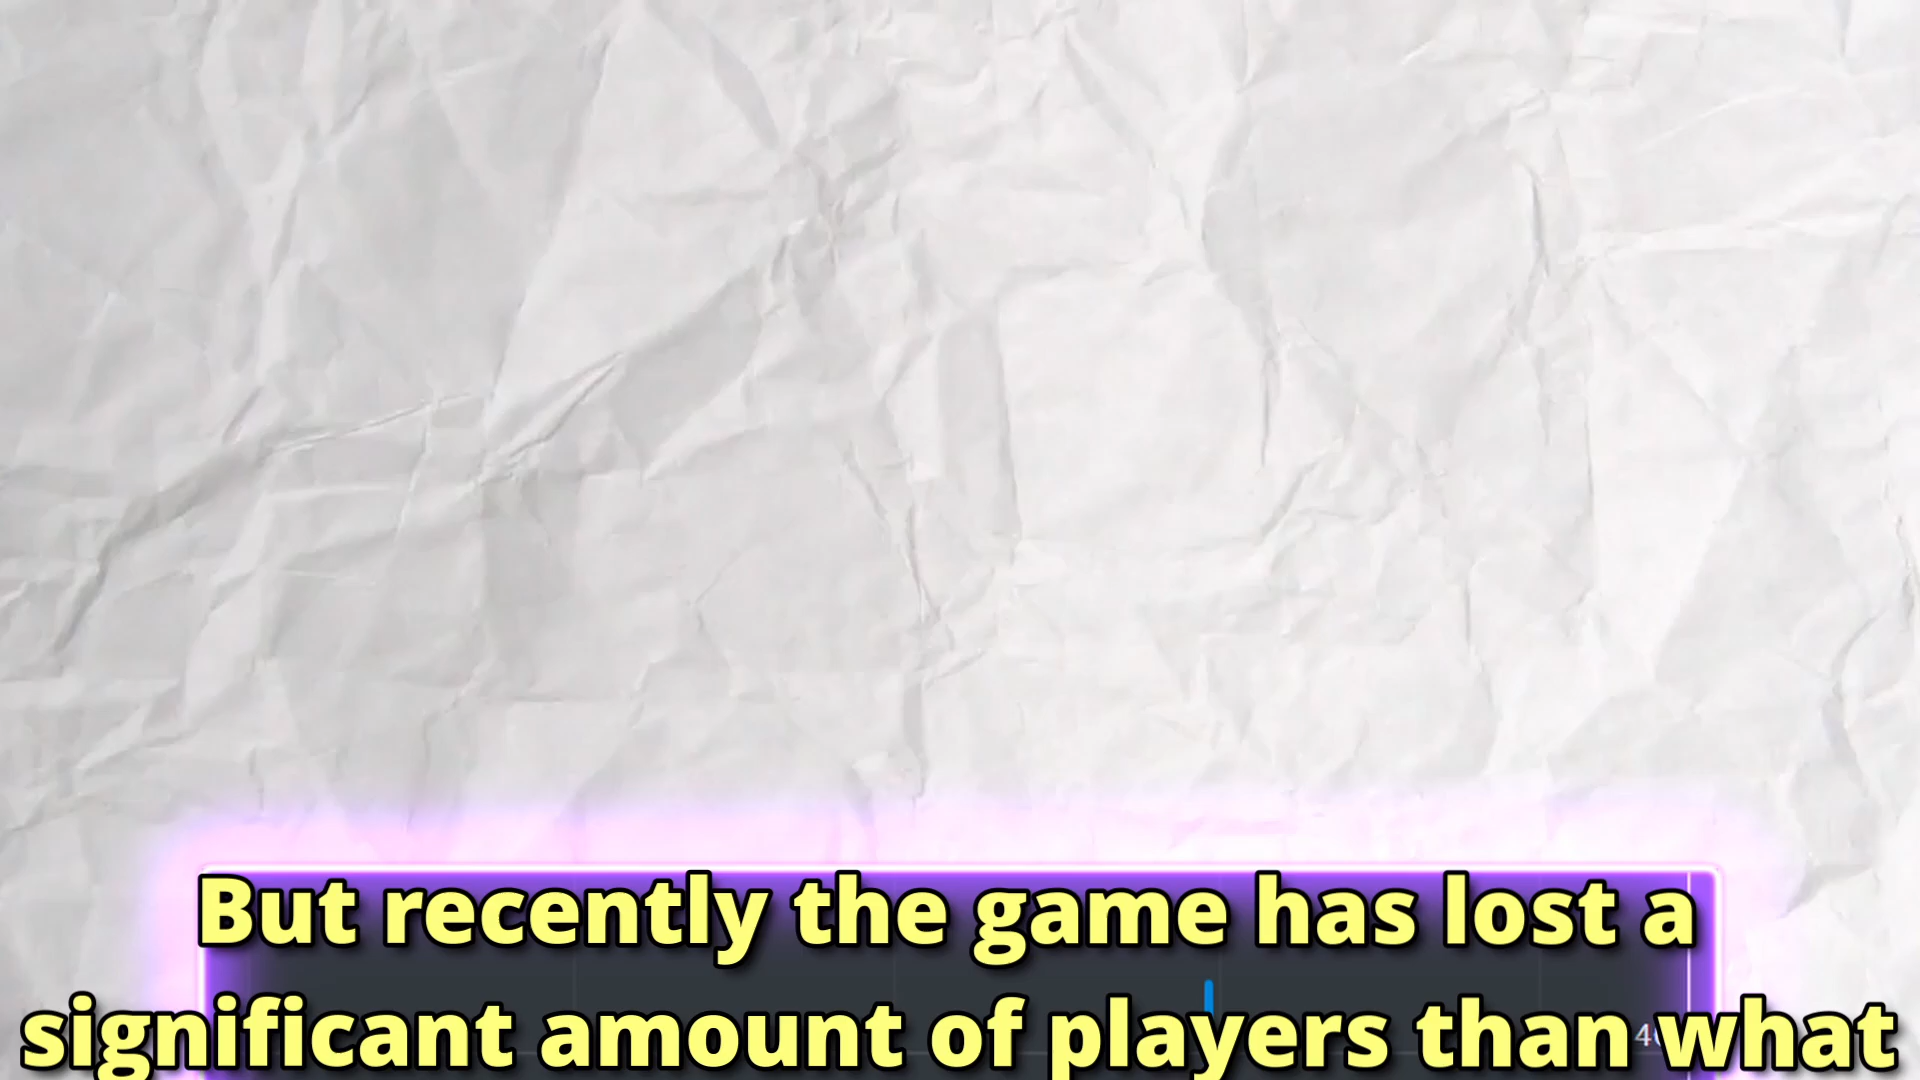 But recently the game has lost a
significant amount of players than what